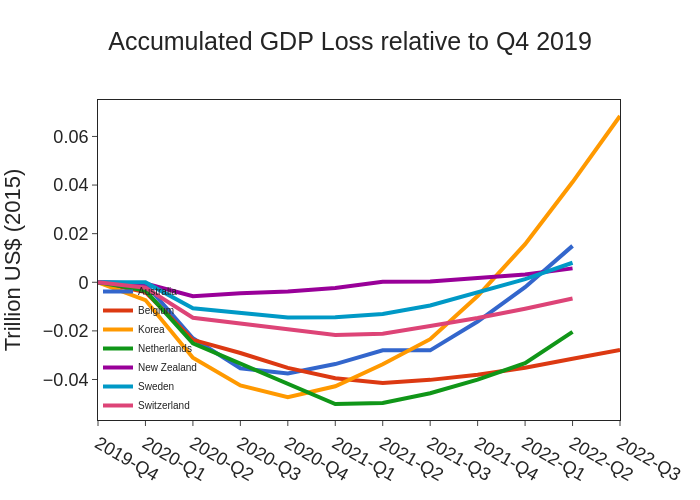 Accumulated GDP Loss relative to Q4 2019
Trillion US$ (2015)
0.06
0.04
0.02
0
−0.02
−0.04
Australia
Belgium
Korea
Netherlands
New Zealand
Sweden
Switzerland
2019-Q4
2020-Q1
2020-Q2
2020-Q3
2020-Q4
2021-Q1
2021-Q2
2021-Q3
2021-Q4
2022-Q1
2022-Q2
2022-Q3